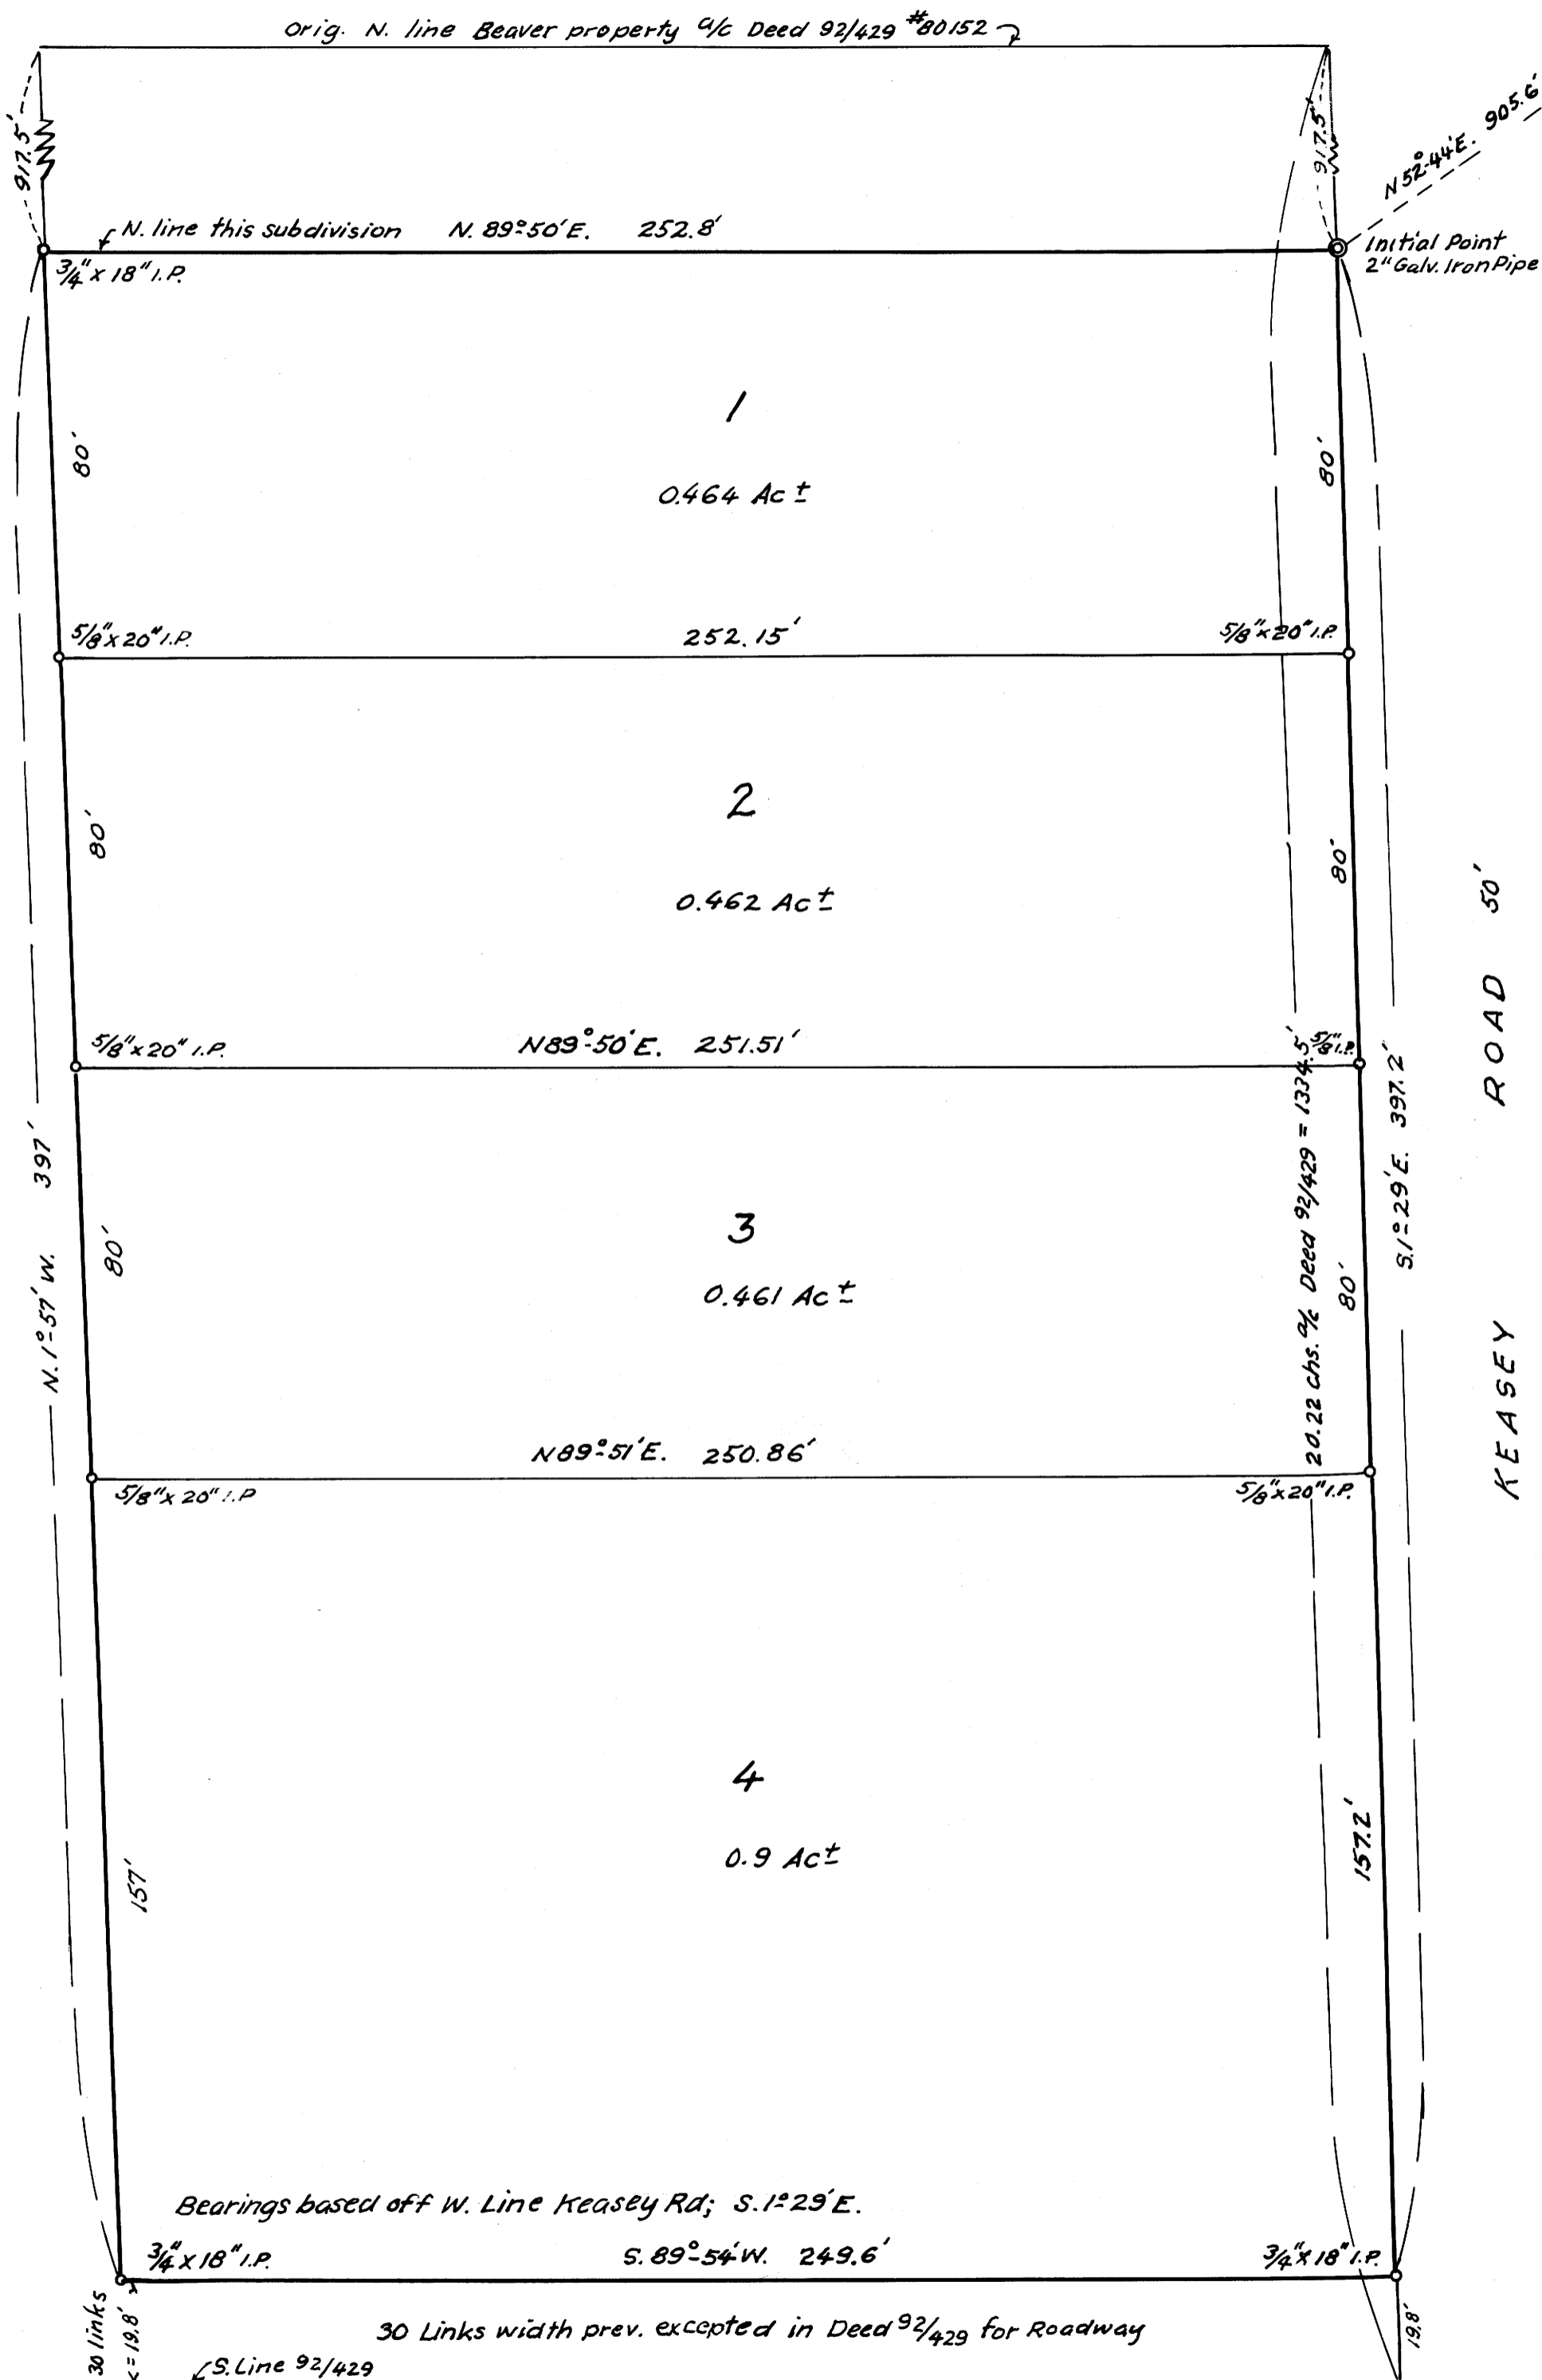 Orig. N. line Beaver property a/c Deed 92/429 #80152
917.5'
917.5'
N 52°-44'E. 905.6'
N. line this subdivision N. 89°50'E. 252.8'
Initial Point
2" Galv. Iron Pipe
3/4" x 18" I.P.
1
80'
80'
0.464 Ac ±
5/8" x 20" I.P. 252.15' 5/8" x 20" I.P.
2
80'
80'
0.462 Ac ±
ROAD 50'
5/8" x 20" I.P. N89°-50'E. 251.51' 5/8" I.P.
N. 1°-57' W. 397'
20.22 chs. a/c Deed 92/429 = 1334.5'
S. 1°-29'E. 397.2'
3
80'
80'
0.461 Ac ±
KEASEY
N89°-51'E. 250.86'
5/8" x 20" I.P 5/8" x 20" I.P.
4
157.2'
0.9 Ac ±
157'
Bearings based off W. Line Keasey Rd; S. 1°-29'E.
3/4" x 18" I.P. S. 89°-54'W. 249.6' 3/4" x 18" I.P.
30 links
= 19.8'
30 Links width prev. excepted in Deed 92/429 for Roadway
19.8'
S. Line 92/429